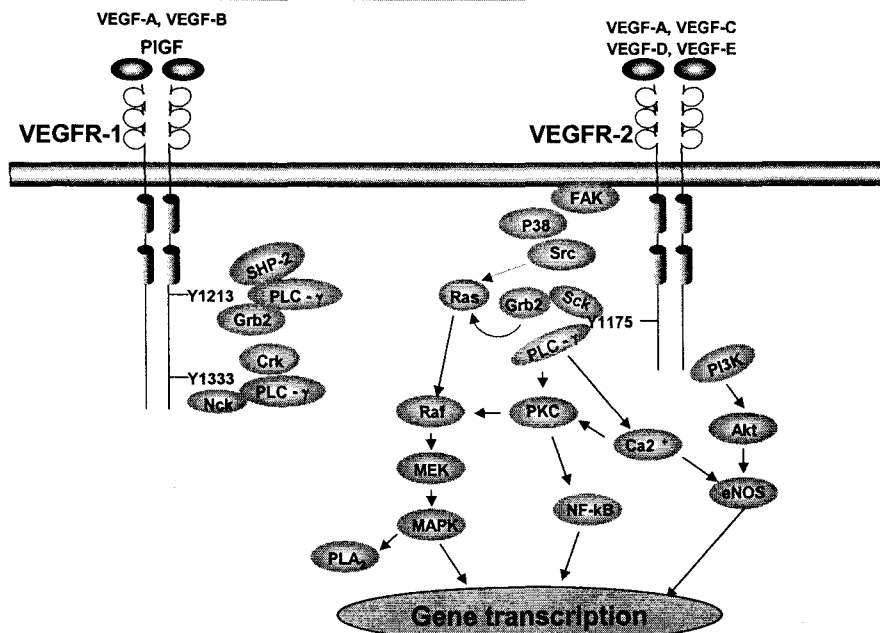 VEGF-A, VEGF-B
PlGF
VEGF-A, VEGF-C
VEGF-D, VEGF-E
VEGFR-1
VEGFR-2
FAK
P38
Src
SHP-2
Y1213
PLC - γ
Grb2
Ras
Grb2
Sck
Y1175
PLC - γ
Crk
Y1333
PLC - γ
Nck
PI3K
Raf
PKC
Ca2 +
Akt
MEK
eNOS
NF-kB
MAPK
PLA2
Gene transcription